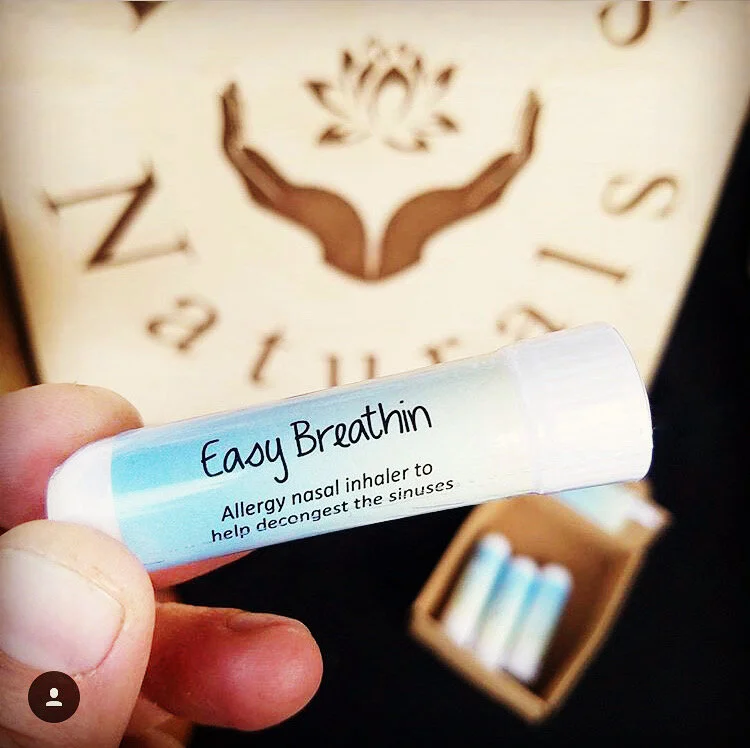 Naturals
Easy Breathin
Allergy nasal inhaler to
help decongest the sinuses